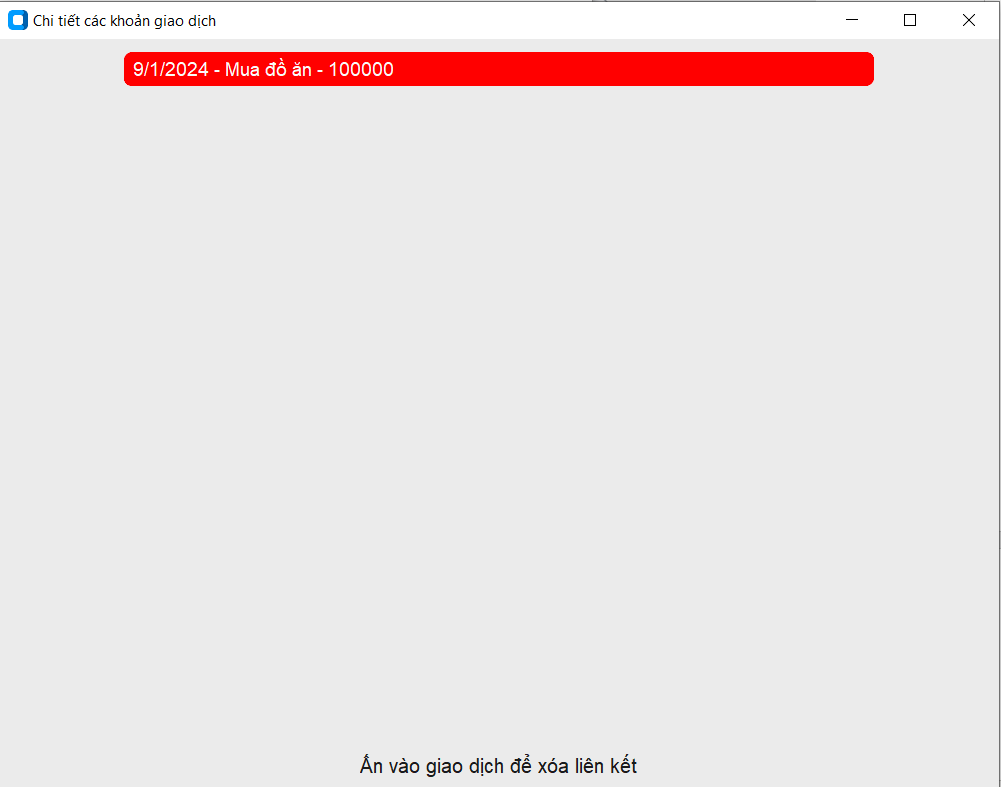 Chi tiết các khoản giao dịch
9/1/2024 - Mua đồ ăn - 100000
Ấn vào giao dịch để xóa liên kết